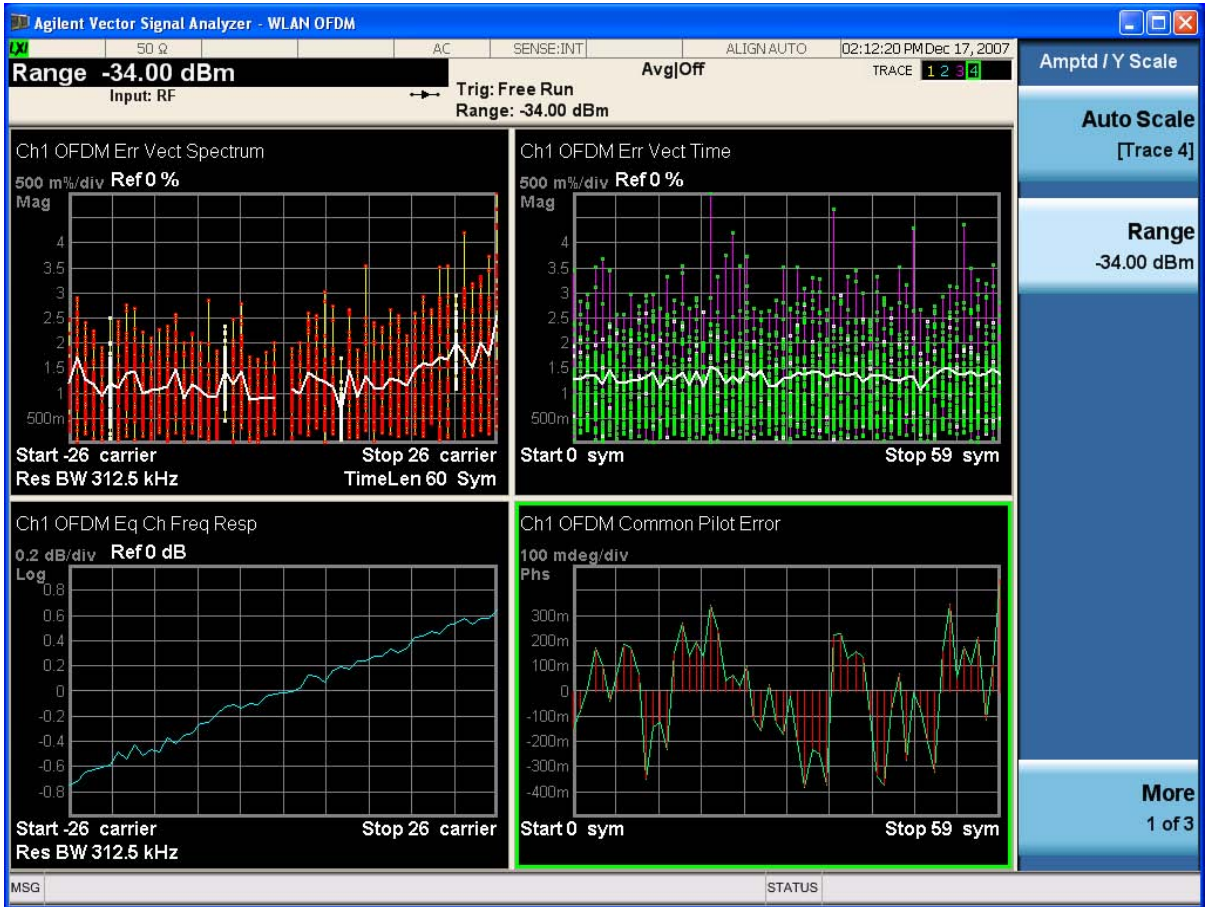 Agilent Vector Signal Analyzer - WLAN OFDM
LXI 50 Ω AC SENSE:INT ALIGN AUTO 02:12:20 PM Dec 17, 2007
Range -34.00 dBm
Input: RF
Trig: Free Run
Range: -34.00 dBm
Avg|Off
TRACE 1 2 3 4
Amptd / Y Scale
Auto Scale
[Trace 4]
Range
-34.00 dBm
More
1 of 3
Ch1 OFDM Err Vect Spectrum
500 m%/div Ref 0 %
Mag
4
3.5
3
2.5
2
1.5
1
500m
Start -26 carrier Stop 26 carrier
Res BW 312.5 kHz TimeLen 60 Sym
Ch1 OFDM Err Vect Time
500 m%/div Ref 0 %
Mag
4
3.5
3
2.5
2
1.5
1
500m
Start 0 sym Stop 59 sym
Ch1 OFDM Eq Ch Freq Resp
0.2 dB/div Ref 0 dB
Log
0.8
0.6
0.4
0.2
0
-0.2
-0.4
-0.6
-0.8
Start -26 carrier Stop 26 carrier
Res BW 312.5 kHz
Ch1 OFDM Common Pilot Error
100 mdeg/div
Phs
300m
200m
100m
0
-100m
-200m
-300m
-400m
Start 0 sym Stop 59 sym
MSG STATUS